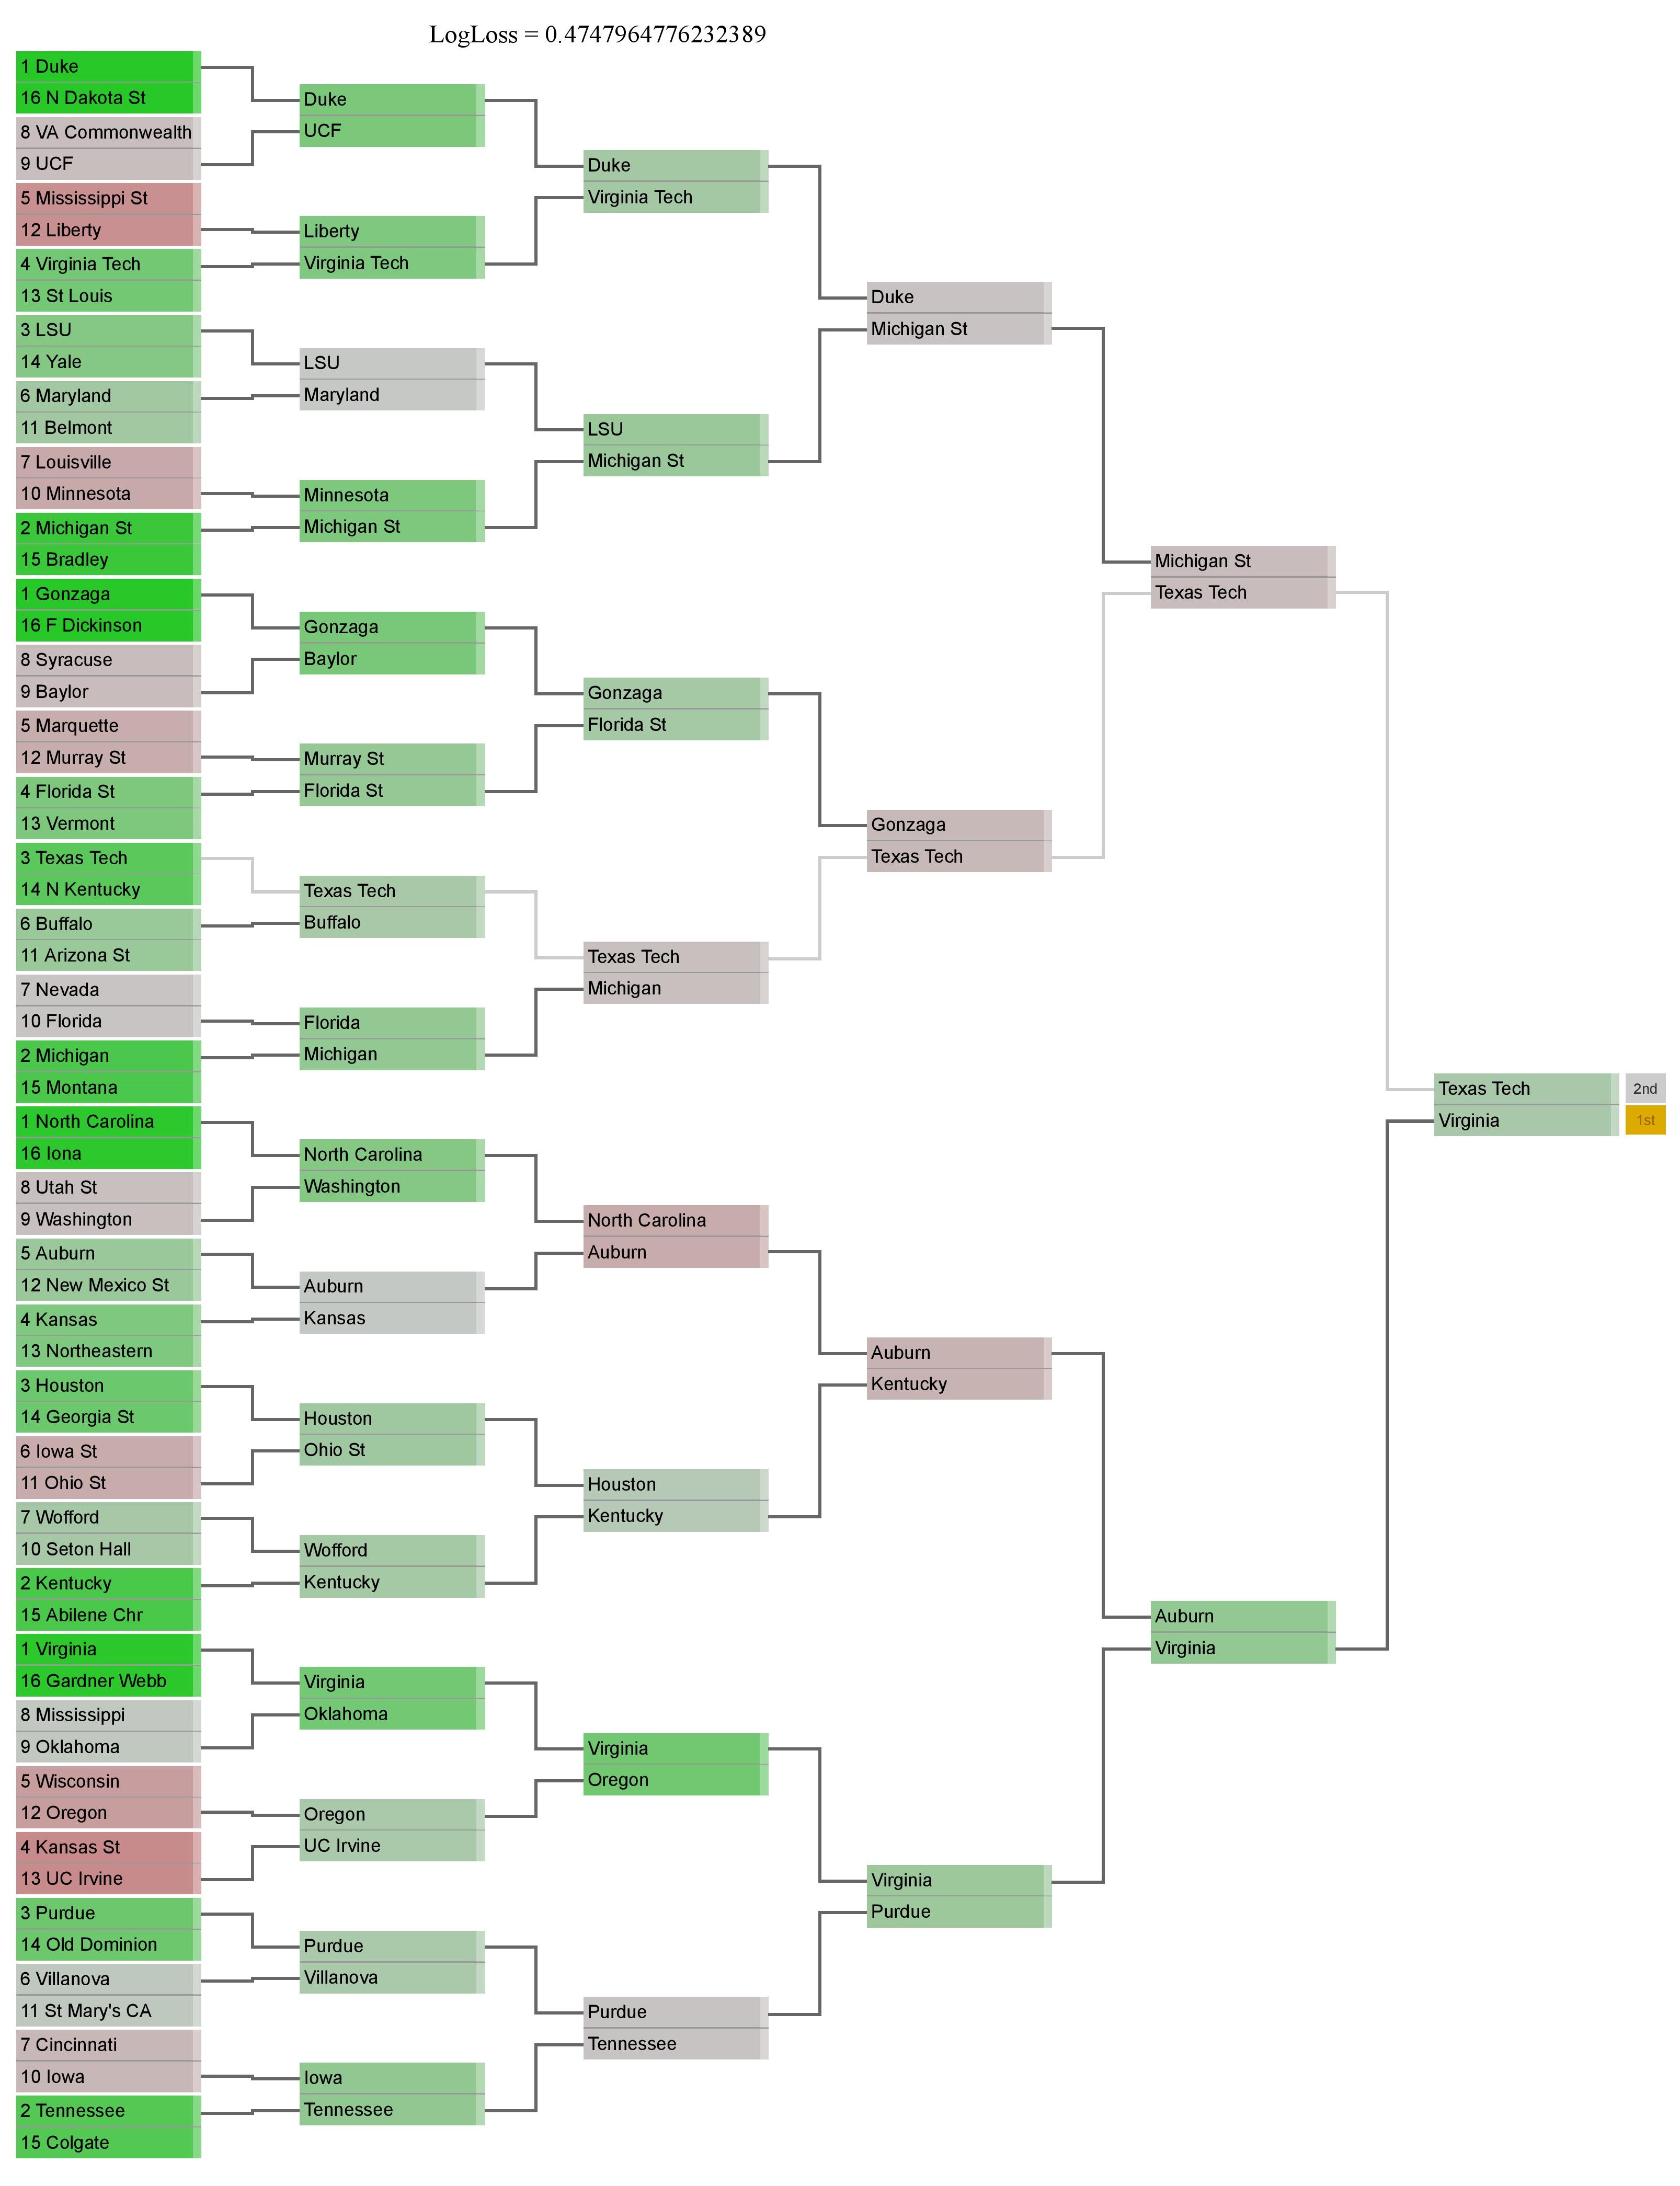 LogLoss = 0.4747964776232389
1 Duke
16 N Dakota St
8 VA Commonwealth
9 UCF
5 Mississippi St
12 Liberty
4 Virginia Tech
13 St Louis
3 LSU
14 Yale
6 Maryland
11 Belmont
7 Louisville
10 Minnesota
2 Michigan St
15 Bradley
1 Gonzaga
16 F Dickinson
8 Syracuse
9 Baylor
5 Marquette
12 Murray St
4 Florida St
13 Vermont
3 Texas Tech
14 N Kentucky
6 Buffalo
11 Arizona St
7 Nevada
10 Florida
2 Michigan
15 Montana
1 North Carolina
16 Iona
8 Utah St
9 Washington
5 Auburn
12 New Mexico St
4 Kansas
13 Northeastern
3 Houston
14 Georgia St
6 Iowa St
11 Ohio St
7 Wofford
10 Seton Hall
2 Kentucky
15 Abilene Chr
1 Virginia
16 Gardner Webb
8 Mississippi
9 Oklahoma
5 Wisconsin
12 Oregon
4 Kansas St
13 UC Irvine
3 Purdue
14 Old Dominion
6 Villanova
11 St Mary's CA
7 Cincinnati
10 Iowa
2 Tennessee
15 Colgate
Duke
UCF
Liberty
Virginia Tech
LSU
Maryland
Minnesota
Michigan St
Gonzaga
Baylor
Murray St
Florida St
Texas Tech
Buffalo
Florida
Michigan
North Carolina
Washington
Auburn
Kansas
Houston
Ohio St
Wofford
Kentucky
Virginia
Oklahoma
Oregon
UC Irvine
Purdue
Villanova
Iowa
Tennessee
Duke
Virginia Tech
LSU
Michigan St
Gonzaga
Florida St
Texas Tech
Michigan
North Carolina
Auburn
Houston
Kentucky
Virginia
Oregon
Purdue
Tennessee
Duke
Michigan St
Gonzaga
Texas Tech
Auburn
Kentucky
Virginia
Purdue
Michigan St
Texas Tech
Auburn
Virginia
Texas Tech
2nd
Virginia
1st